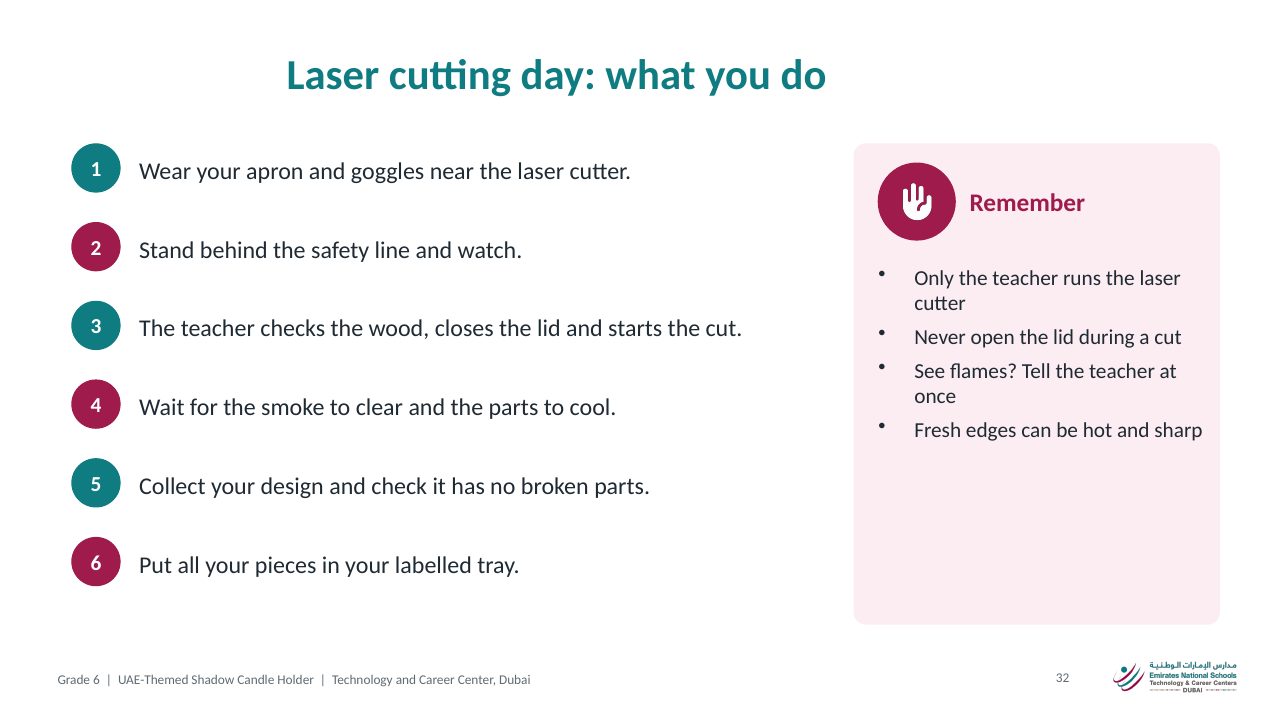 Laser cutting day: what you do
1 Wear your apron and goggles near the laser cutter.
2 Stand behind the safety line and watch.
3 The teacher checks the wood, closes the lid and starts the cut.
4 Wait for the smoke to clear and the parts to cool.
5 Collect your design and check it has no broken parts.
6 Put all your pieces in your labelled tray.
Remember
• Only the teacher runs the laser
cutter
• Never open the lid during a cut
• See flames? Tell the teacher at
once
• Fresh edges can be hot and sharp
Grade 6 | UAE-Themed Shadow Candle Holder | Technology and Career Center, Dubai
32
مدارس الإمارات الوطنية
Emirates National Schools
Technology & Career Centers
DUBAI